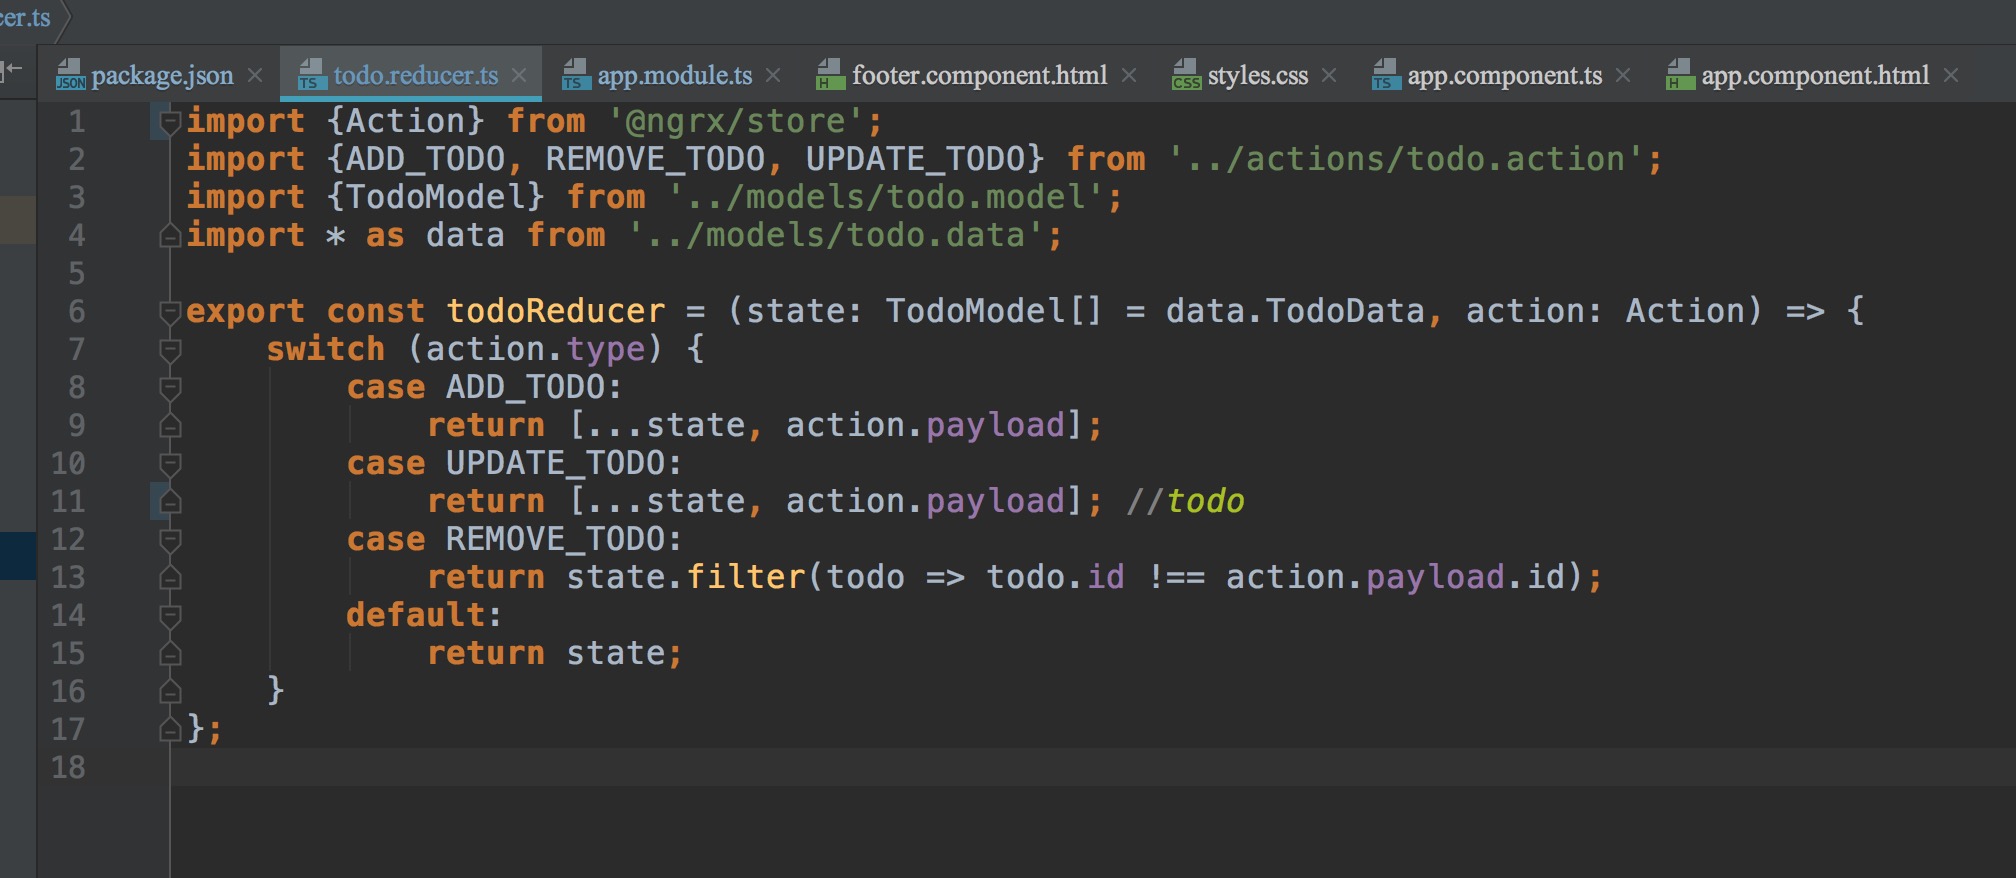 cer.ts
JSON package.json TS todo.reducer.ts TS app.module.ts H footer.component.html CSS styles.css TS app.component.ts H app.component.html
1 import {Action} from '@ngrx/store';
2 import {ADD_TODO, REMOVE_TODO, UPDATE_TODO} from '../actions/todo.action';
3 import {TodoModel} from '../models/todo.model';
4 import * as data from '../models/todo.data';
5
6 export const todoReducer = (state: TodoModel[] = data.TodoData, action: Action) => {
7 switch (action.type) {
8 case ADD_TODO:
9 return [...state, action.payload];
10 case UPDATE_TODO:
11 return [...state, action.payload]; //todo
12 case REMOVE_TODO:
13 return state.filter(todo => todo.id !== action.payload.id);
14 default:
15 return state;
16 }
17 };
18